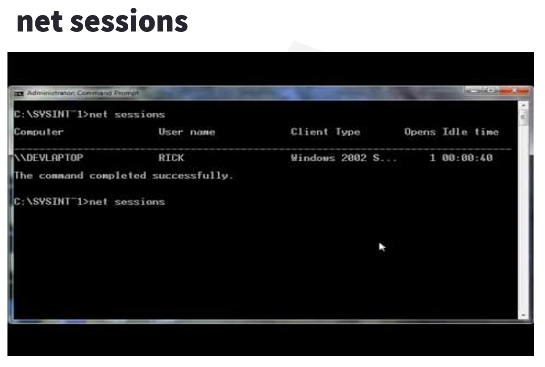 net sessions
Administrator: Command Prompt
C:\SYSINT~1>net sessions
Computer User name Client Type Opens Idle time
\\DEVLAPTOP RICK Windows 2002 S... 1 00:00:40
The command completed successfully.
C:\SYSINT~1>net sessions